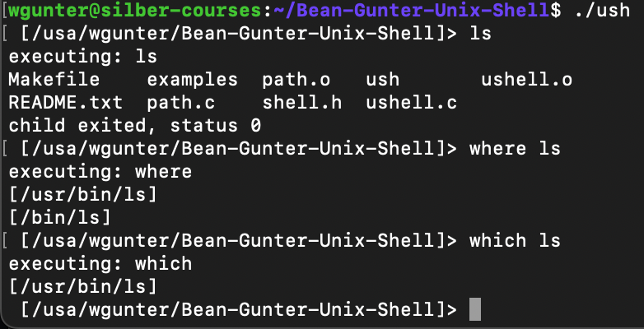 [wgunter@silber-courses:~/Bean-Gunter-Unix-Shell$ ./ush
[ [/usa/wgunter/Bean-Gunter-Unix-Shell]> ls
executing: ls
Makefile    examples  path.o   ush       ushell.o
README.txt  path.c    shell.h  ushell.c
child exited, status 0
[ [/usa/wgunter/Bean-Gunter-Unix-Shell]> where ls
executing: where
[/usr/bin/ls]
[/bin/ls]
[ [/usa/wgunter/Bean-Gunter-Unix-Shell]> which ls
executing: which
[/usr/bin/ls]
[/usa/wgunter/Bean-Gunter-Unix-Shell]>